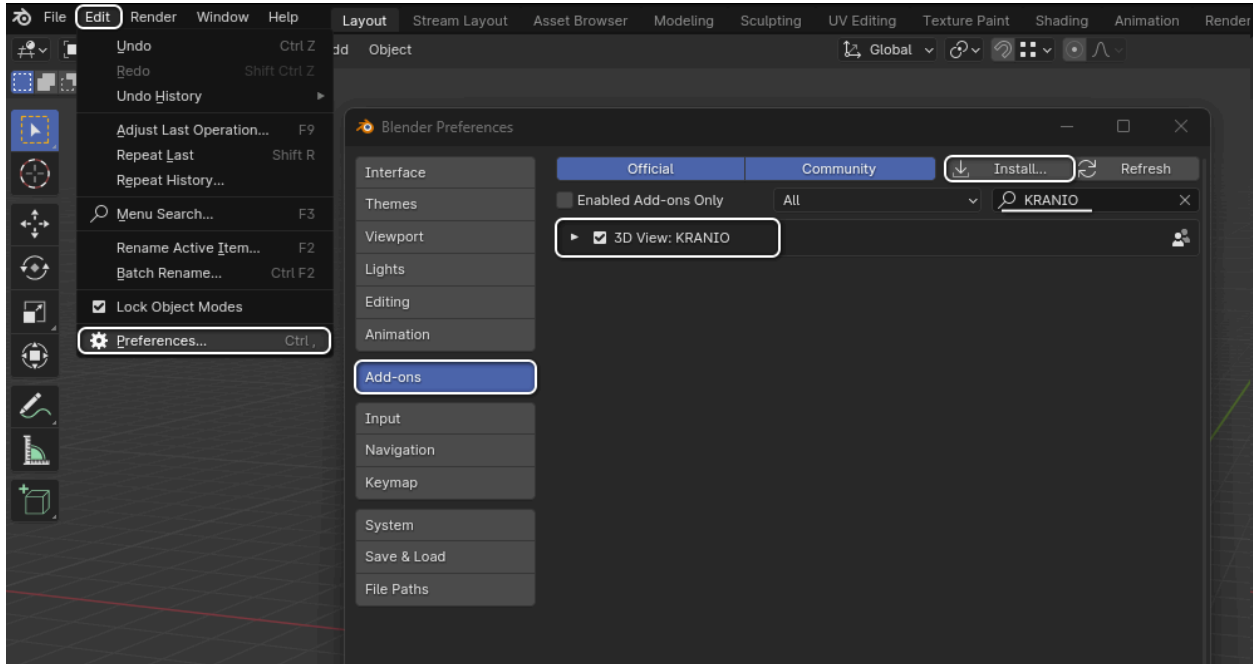 File Edit Render Window Help Layout Stream Layout Asset Browser Modeling Sculpting UV Editing Texture Paint Shading Animation Render
dd Object Global
Undo Ctrl Z
Redo Shift Ctrl Z
Undo History
Adjust Last Operation... F9
Repeat Last Shift R
Repeat History...
Menu Search... F3
Rename Active Item... F2
Batch Rename... Ctrl F2
Lock Object Modes
Preferences... Ctrl ,
Blender Preferences
Interface
Themes
Viewport
Lights
Editing
Animation
Add-ons
Input
Navigation
Keymap
System
Save & Load
File Paths
Official Community Install... Refresh
Enabled Add-ons Only All KRANIO
3D View: KRANIO